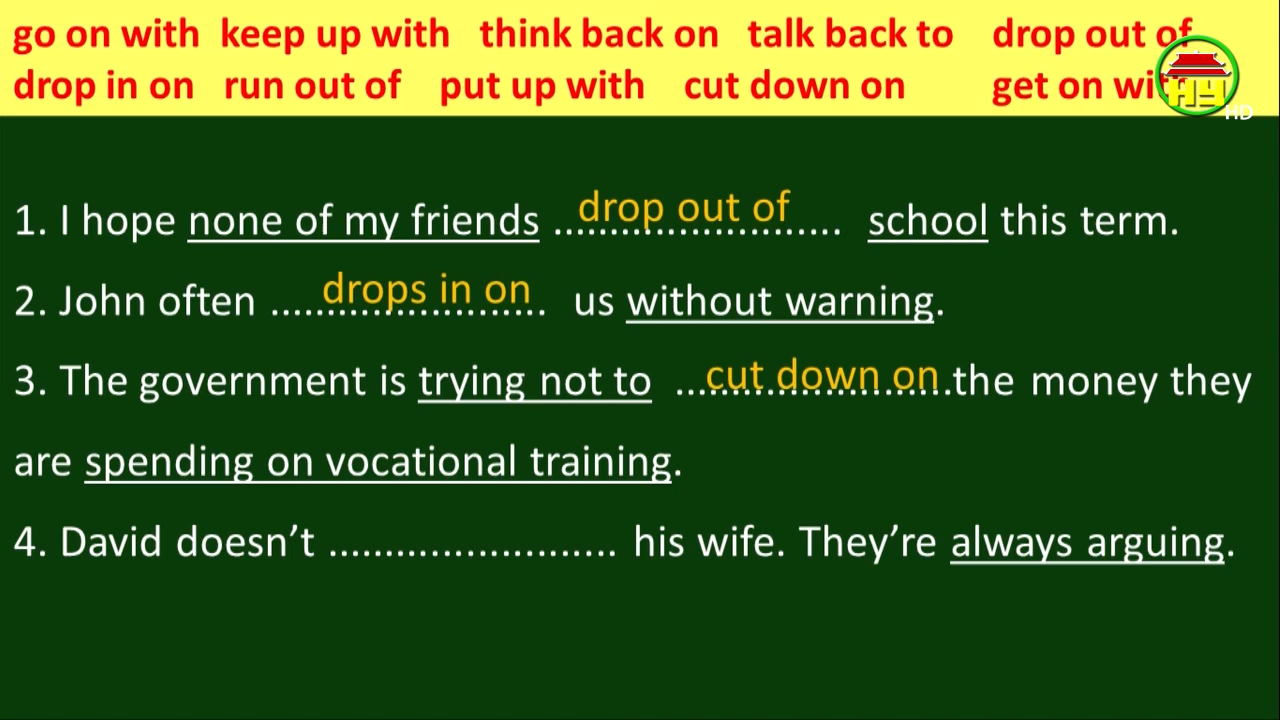 go on with keep up with think back on talk back to drop out of
drop in on run out of put up with cut down on get on with
HY
HD
1. I hope none of my friends ... drop out of ... school this term.
2. John often ... drops in on ... us without warning.
3. The government is trying not to ... cut down on ... the money they
are spending on vocational training.
4. David doesn’t .......................... his wife. They’re always arguing.